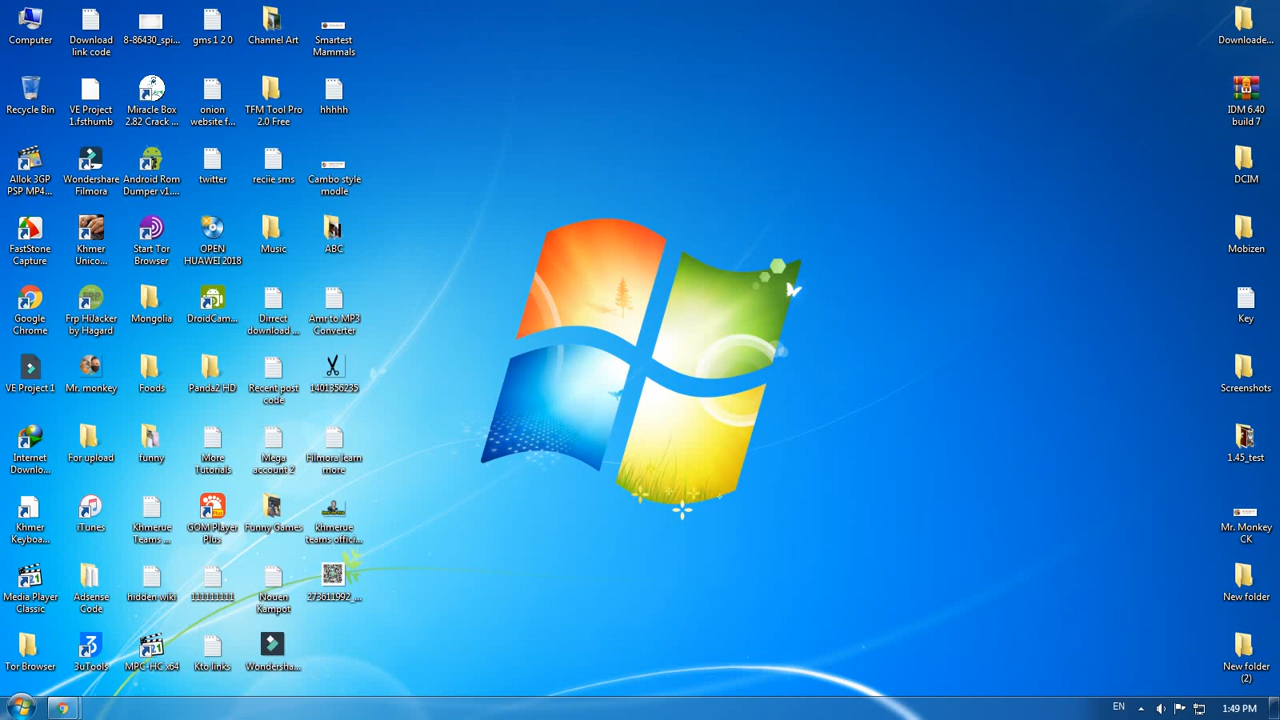 Computer
Download
link code
8-86430_spi...
gms 1 2 0
Channel Art
Smartest
Mammals
Downloade...
Recycle Bin
VE Project
1.fsthumb
Miracle Box
2.82 Crack ...
onion
website f...
TFM Tool Pro
2.0 Free
hhhhh
IDM 6.40
build 7
Allok 3GP
PSP MP4...
Wondershare
Filmora
Android Rom
Dumper v1....
twitter
reciie sms
Cambo style
modle
DCIM
FastStone
Capture
Khmer
Unico...
Start Tor
Browser
OPEN
HUAWEI 2018
Music
ABC
Mobizen
Google
Chrome
Frp HiJacker
by Hagard
Mongolia
DroidCam...
Dirrect
download ...
Amr to MP3
Converter
Key
VE Project 1
Mr. monkey
Foods
Panda2 HD
Recent post
code
1401356235
Screenshots
Internet
Downlo...
For upload
funny
More
Tutorials
Mega
account 2
Filmora learn
more
1.45_test
Khmer
Keyboa...
iTunes
Khmerue
Teams ...
GOM Player
Plus
Funny Games
khmerue
teams offici...
Mr. Monkey
CK
Media Player
Classic
Adsense
Code
hidden wiki
Nouen
Kampot
273611992_...
New folder
Tor Browser
3uTools
MPC-HC x64
Kto links
Wondersha...
New folder
(2)
EN
1:49 PM